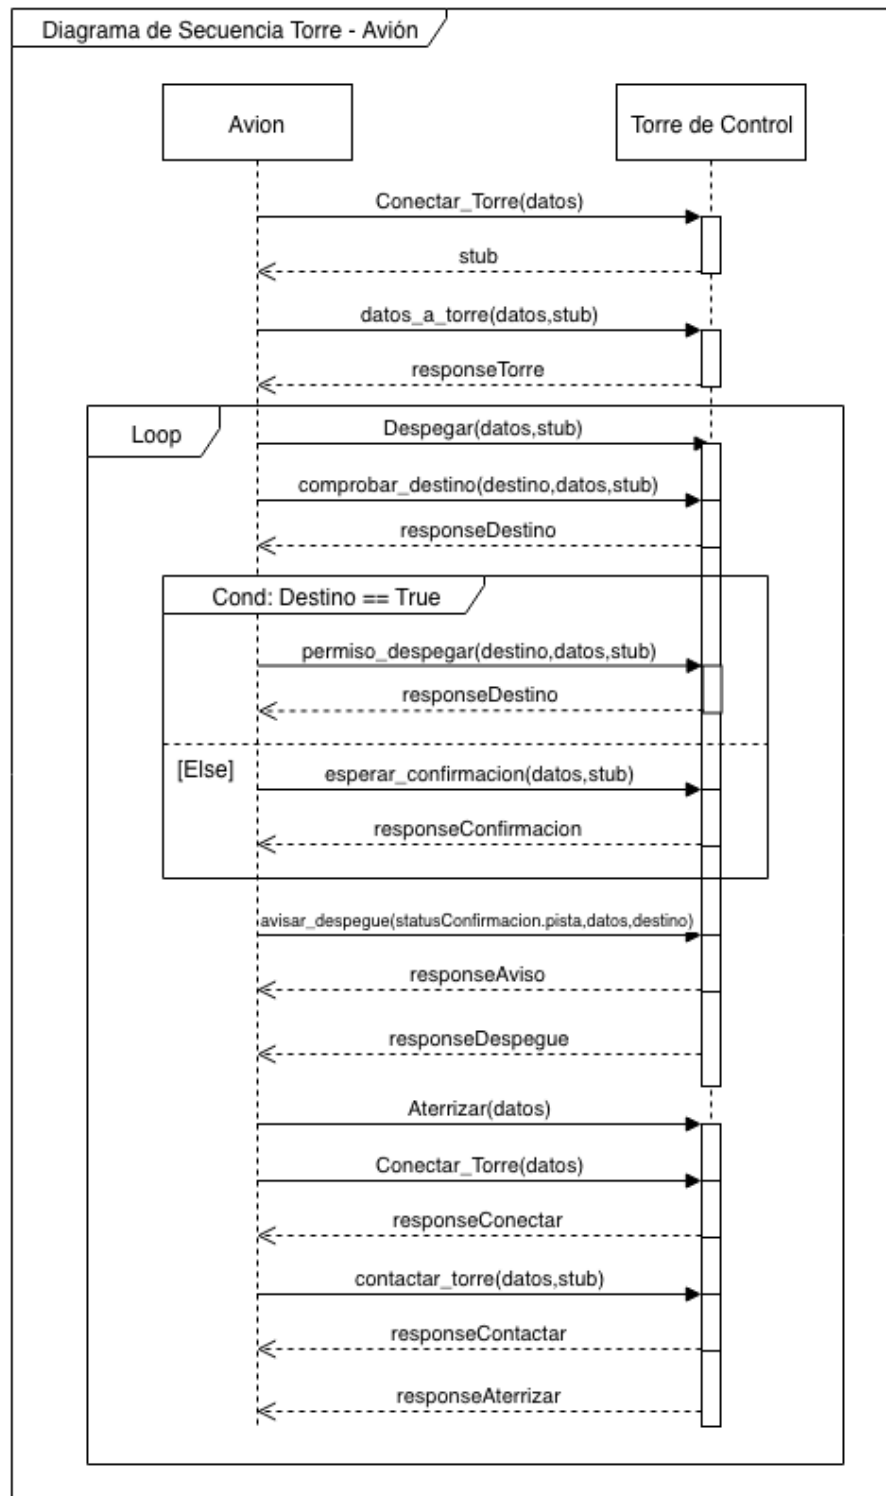 Diagrama de Secuencia Torre - Avión
Avion
Torre de Control
Conectar_Torre(datos)
stub
datos_a_torre(datos,stub)
responseTorre
Loop
Despegar(datos,stub)
comprobar_destino(destino,datos,stub)
responseDestino
Cond: Destino == True
permiso_despegar(destino,datos,stub)
responseDestino
[Else]
esperar_confirmacion(datos,stub)
responseConfirmacion
avisar_despegue(statusConfirmacion.pista,datos,destino)
responseAviso
responseDespegue
Aterrizar(datos)
Conectar_Torre(datos)
responseConectar
contactar_torre(datos,stub)
responseContactar
responseAterrizar